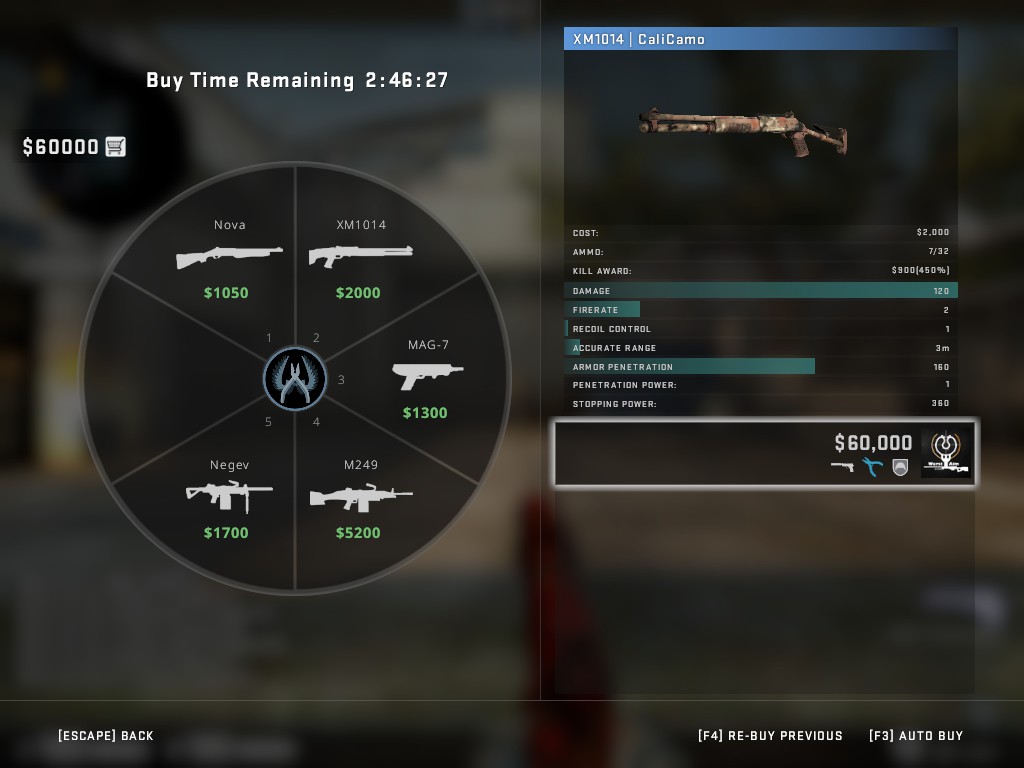 Buy Time Remaining 2:46:27
$60000
Nova
$1050
XM1014
$2000
MAG-7
$1300
M249
$5200
Negev
$1700
1
2
3
4
5
XM1014 | CaliCamo
COST: $2,000
AMMO: 7/32
KILL AWARD: $900(450%)
DAMAGE 120
FIRERATE 2
RECOIL CONTROL 1
ACCURATE RANGE 3m
ARMOR PENETRATION 160
PENETRATION POWER: 1
STOPPING POWER: 360
$60,000
Worst Aim
[ESCAPE] BACK
[F4] RE-BUY PREVIOUS
[F3] AUTO BUY